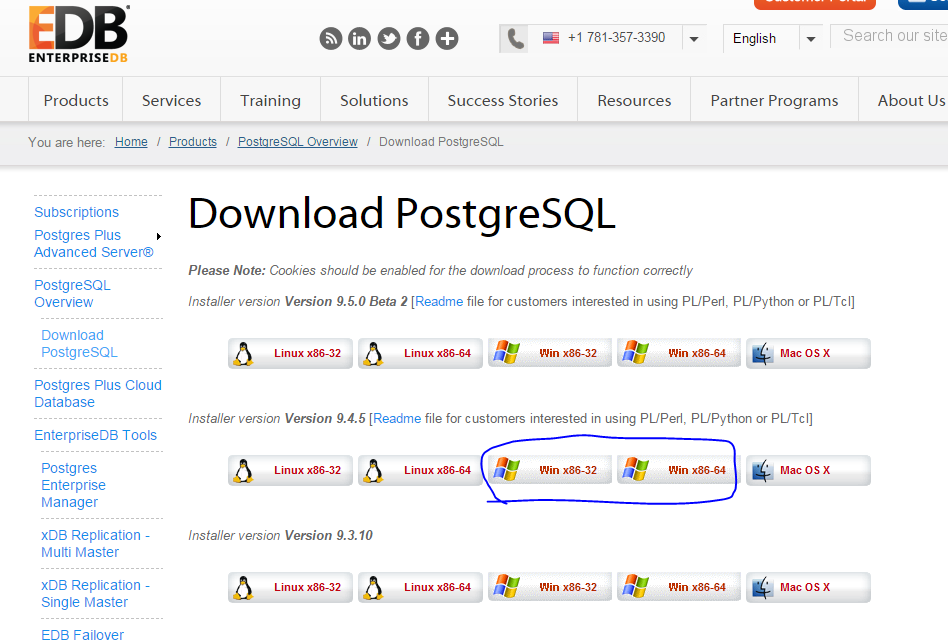 EDB
ENTERPRISEDB
+1 781-357-3390
English
Search our site
Products
Services
Training
Solutions
Success Stories
Resources
Partner Programs
About Us
You are here: Home / Products / PostgreSQL Overview / Download PostgreSQL
Subscriptions
Postgres Plus
Advanced Server®
PostgreSQL
Overview
Download
PostgreSQL
Postgres Plus Cloud
Database
EnterpriseDB Tools
Postgres
Enterprise
Manager
xDB Replication -
Multi Master
xDB Replication -
Single Master
EDB Failover
Download PostgreSQL
Please Note: Cookies should be enabled for the download process to function correctly
Installer version Version 9.5.0 Beta 2 [Readme file for customers interested in using PL/Perl, PL/Python or PL/Tcl]
Linux x86-32
Linux x86-64
Win x86-32
Win x86-64
Mac OS X
Installer version Version 9.4.5 [Readme file for customers interested in using PL/Perl, PL/Python or PL/Tcl]
Linux x86-32
Linux x86-64
Win x86-32
Win x86-64
Mac OS X
Installer version Version 9.3.10
Linux x86-32
Linux x86-64
Win x86-32
Win x86-64
Mac OS X